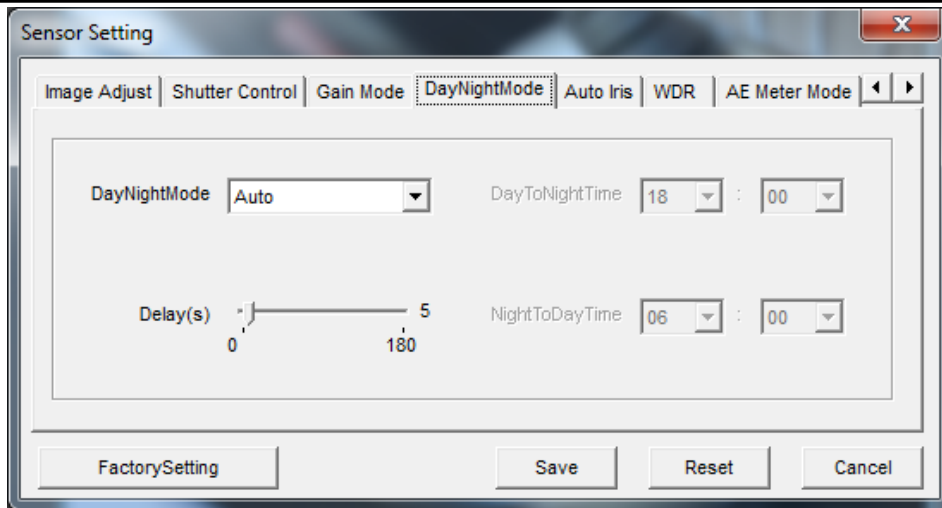 Sensor Setting
Image Adjust Shutter Control Gain Mode DayNightMode Auto Iris WDR AE Meter Mode
DayNightMode Auto DayToNightTime 18 : 00
Delay(s) 5 NightToDayTime 06 : 00
0 180
FactorySetting Save Reset Cancel